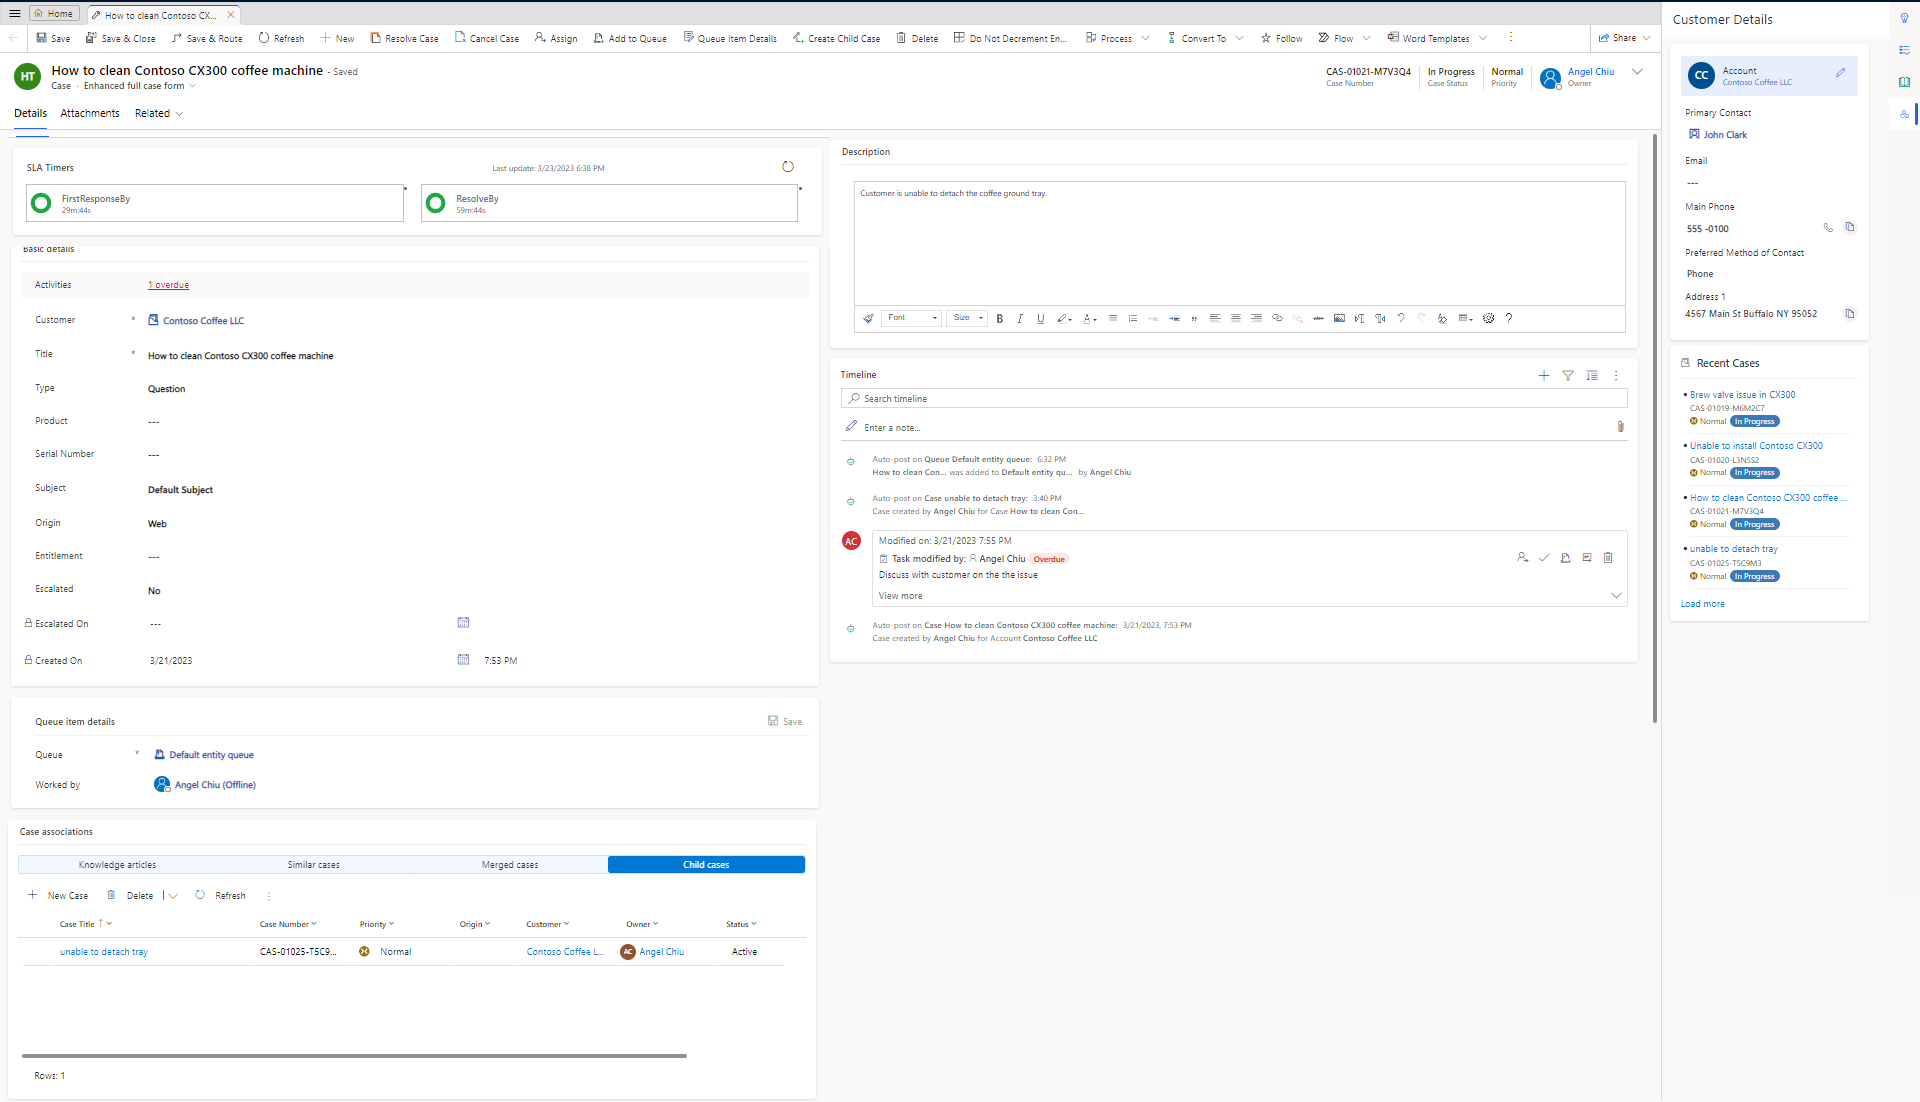 Home
How to clean Contoso CX...
Save
Save & Close
Save & Route
Refresh
New
Resolve Case
Cancel Case
Assign
Add to Queue
Queue Item Details
Create Child Case
Delete
Do Not Decrement En...
Process
Convert To
Follow
Flow
Word Templates
Share
HT
How to clean Contoso CX300 coffee machine - Saved
Case · Enhanced full case form
CAS-01021-M7V3Q4
Case Number
In Progress
Case Status
Normal
Priority
Angel Chiu
Owner
Details
Attachments
Related
SLA Timers
Last update: 3/23/2023 6:38 PM
FirstResponseBy
29m:44s
ResolveBy
59m:44s
Basic details
Activities
1 overdue
Customer * Contoso Coffee LLC
Title * How to clean Contoso CX300 coffee machine
Type Question
Product ---
Serial Number ---
Subject Default Subject
Origin Web
Entitlement ---
Escalated No
Escalated On ---
Created On 3/21/2023 7:53 PM
Queue item details
Save
Queue * Default entity queue
Worked by Angel Chiu (Offline)
Case associations
Knowledge articles
Similar cases
Merged cases
Child cases
New Case
Delete
Refresh
Case Title
Case Number
Priority
Origin
Customer
Owner
Status
unable to detach tray
CAS-01025-T5C9...
Normal
Contoso Coffee L...
AC
Angel Chiu
Active
Rows: 1
Description
Customer is unable to detach the coffee ground tray.
Font
Size
B I U
Timeline
Search timeline
Enter a note...
Auto-post on Queue Default entity queue: 6:32 PM
How to clean Con... was added to Default entity qu... by Angel Chiu
Auto-post on Case unable to detach tray: 3:40 PM
Case created by Angel Chiu for Case How to clean Con...
AC
Modified on: 3/21/2023 7:55 PM
Task modified by: Angel Chiu Overdue
Discuss with customer on the the issue
View more
Auto-post on Case How to clean Contoso CX300 coffee machine: 3/21/2023, 7:53 PM
Case created by Angel Chiu for Account Contoso Coffee LLC
Customer Details
CC
Account
Contoso Coffee LLC
Primary Contact
John Clark
Email
---
Main Phone
555 -0100
Preferred Method of Contact
Phone
Address 1
4567 Main St Buffalo NY 95052
Recent Cases
Brew valve issue in CX300
CAS-01019-M6M2C7
Normal In Progress
Unable to install Contoso CX300
CAS-01020-L3N5S2
Normal In Progress
How to clean Contoso CX300 coffee ...
CAS-01021-M7V3Q4
Normal In Progress
unable to detach tray
CAS-01025-T5C9M3
Normal In Progress
Load more